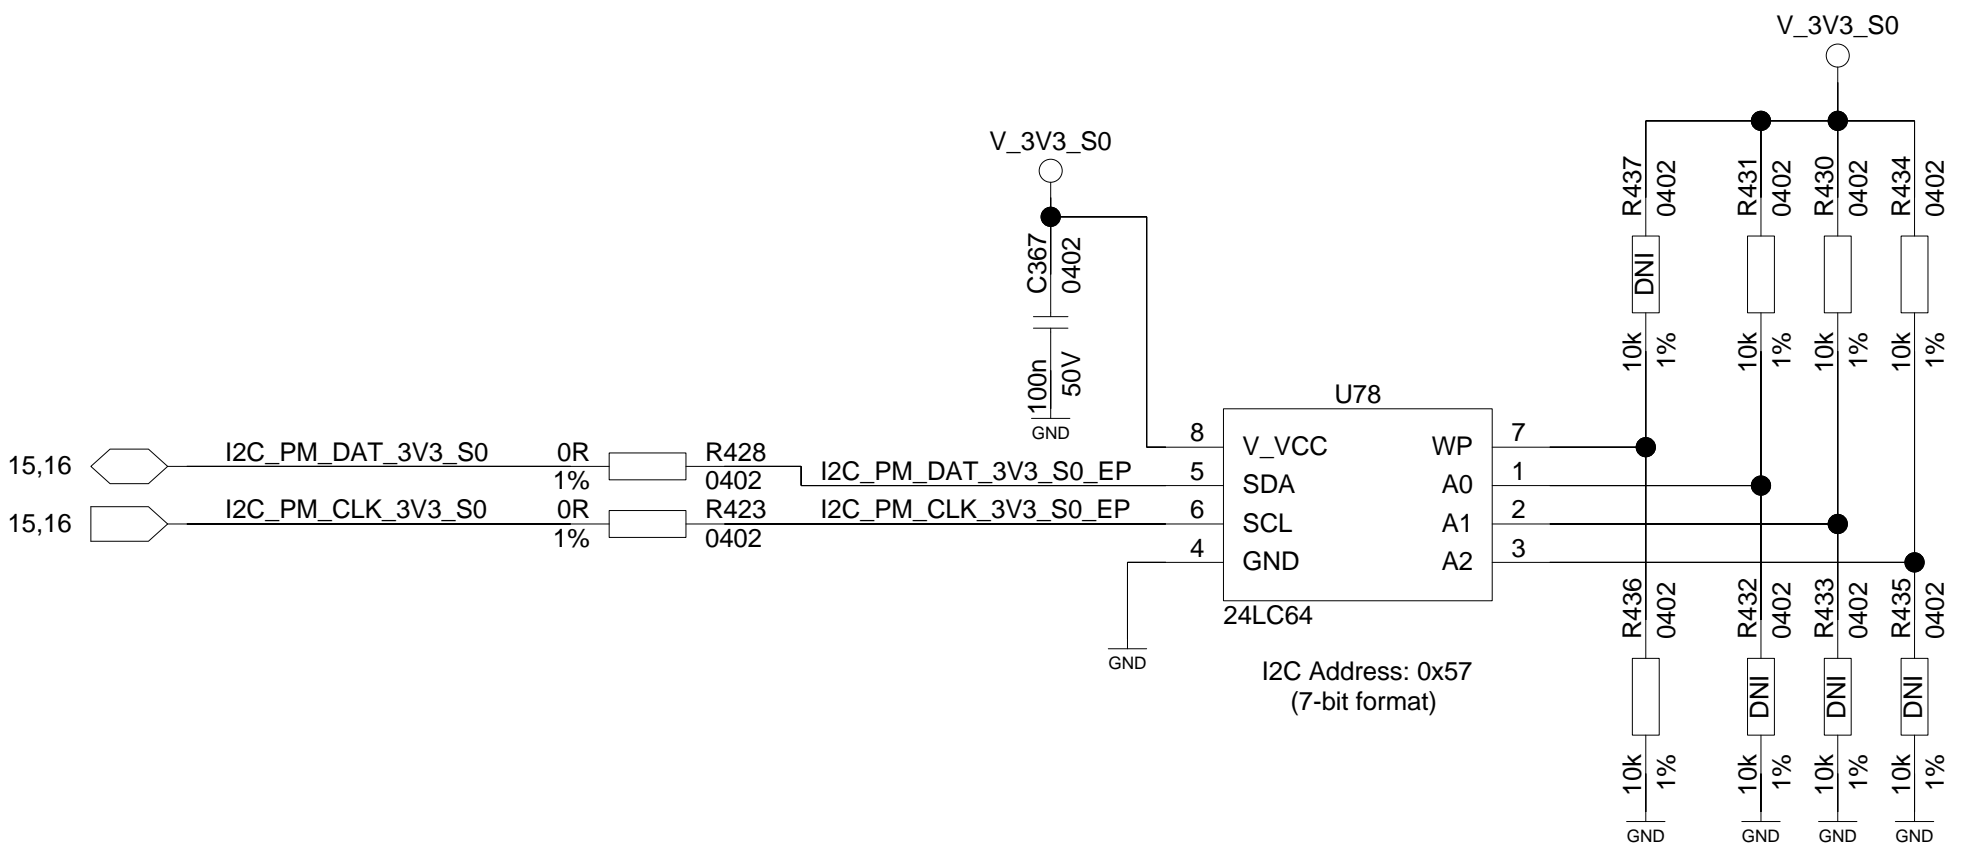 V_3V3_S0
V_3V3_S0
R437
0402
R431
0402
R430
0402
R434
0402
C367
0402
DNI
100n
50V
GND
10k
1%
10k
1%
10k
1%
10k
1%
U78
15,16
I2C_PM_DAT_3V3_S0
0R
1%
R428
0402
I2C_PM_DAT_3V3_S0_EP
15,16
I2C_PM_CLK_3V3_S0
0R
1%
R423
0402
I2C_PM_CLK_3V3_S0_EP
8
V_VCC
WP
7
5
SDA
A0
1
6
SCL
A1
2
4
GND
A2
3
24LC64
GND
I2C Address: 0x57
(7-bit format)
R436
0402
R432
0402
R433
0402
R435
0402
DNI
DNI
DNI
10k
1%
10k
1%
10k
1%
10k
1%
GND
GND
GND
GND